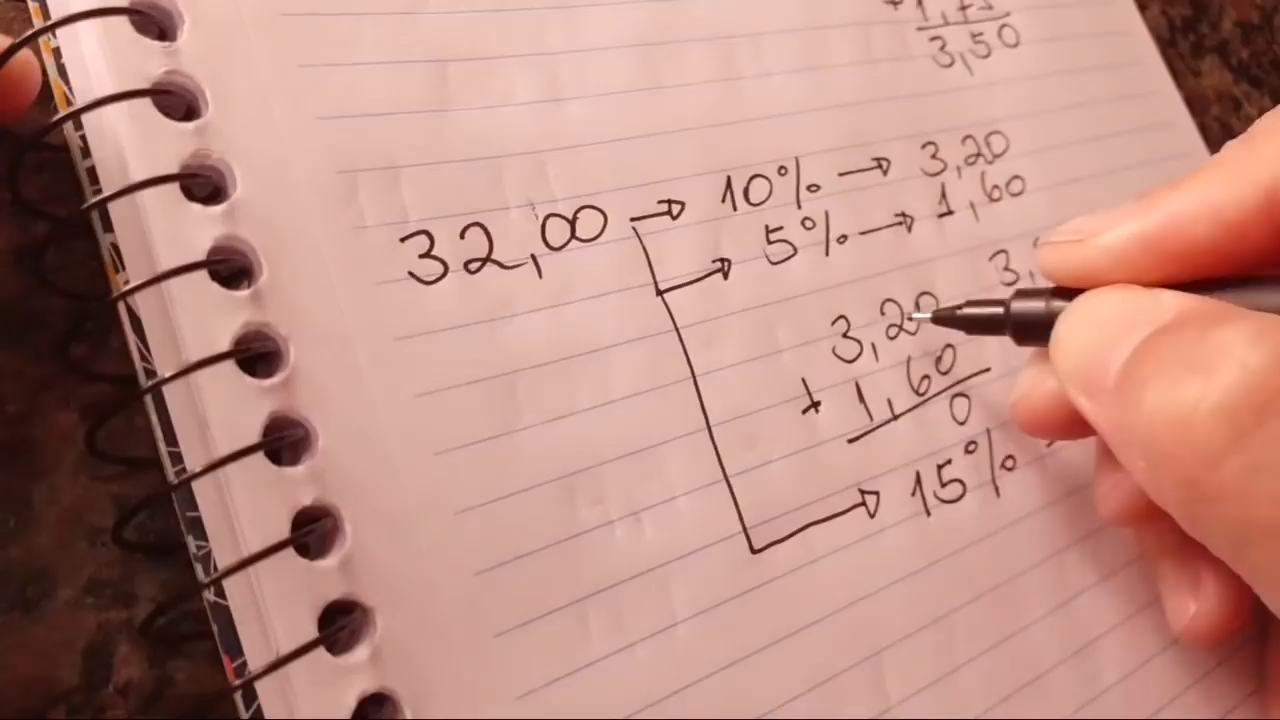 3,50
32,00 → 10% → 3,20
→ 5% → 1,60
3,20
+ 1,60
0
→ 15%